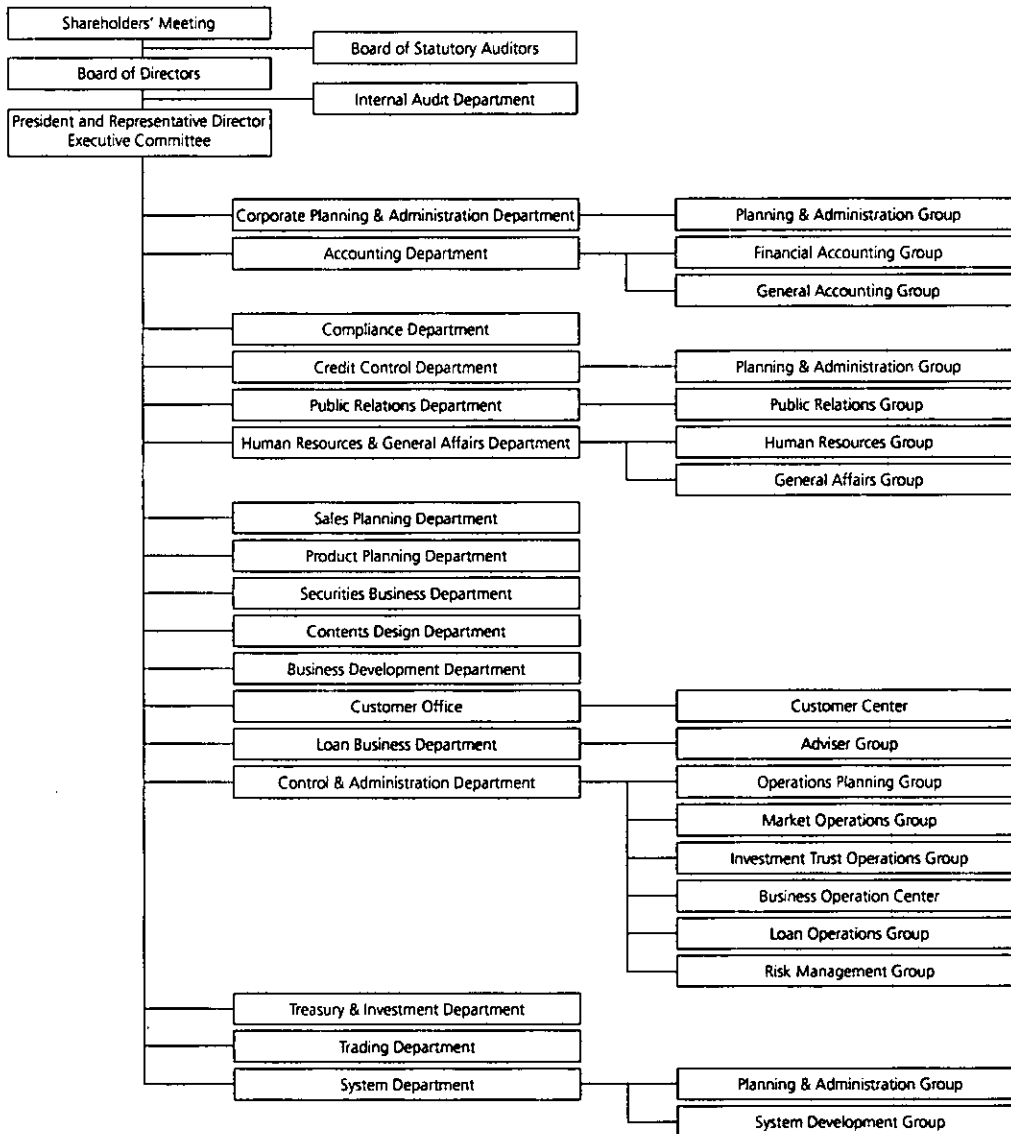 Shareholders' Meeting
Board of Statutory Auditors
Board of Directors
Internal Audit Department
President and Representative Director
Executive Committee
Corporate Planning & Administration Department
Planning & Administration Group
Accounting Department
Financial Accounting Group
General Accounting Group
Compliance Department
Credit Control Department
Planning & Administration Group
Public Relations Department
Public Relations Group
Human Resources & General Affairs Department
Human Resources Group
General Affairs Group
Sales Planning Department
Product Planning Department
Securities Business Department
Contents Design Department
Business Development Department
Customer Office
Customer Center
Loan Business Department
Adviser Group
Control & Administration Department
Operations Planning Group
Market Operations Group
Investment Trust Operations Group
Business Operation Center
Loan Operations Group
Risk Management Group
Treasury & Investment Department
Trading Department
System Department
Planning & Administration Group
System Development Group